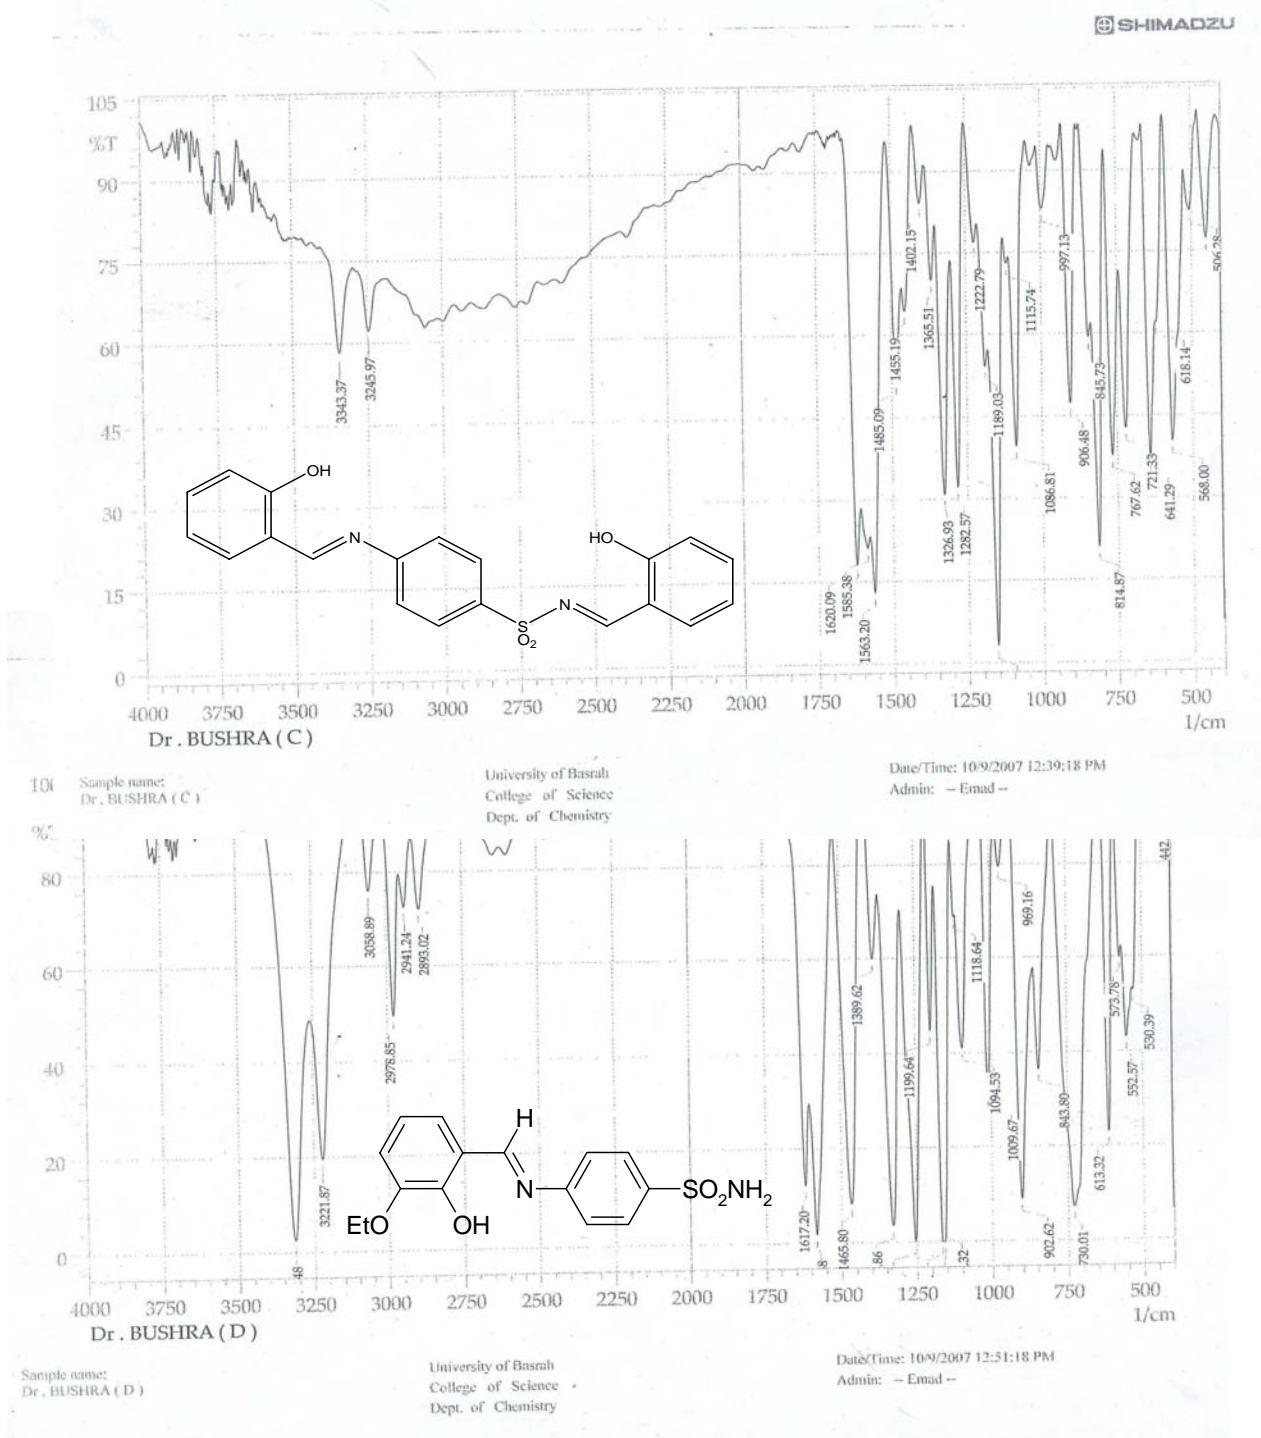 SHIMADZU
105
%T
90
75
60
45
30
15
0
3343.37
3245.97
1620.09
1585.38
1563.20
1485.09
1455.19
1402.15
1365.51
1326.93
1282.57
1222.79
1189.03
1115.74
1086.81
997.13
906.48
845.73
814.87
767.62
721.33
641.29
618.14
568.00
506.28
OH
N
HO
N
S
O2
4000 3750 3500 3250 3000 2750 2500 2250 2000 1750 1500 1250 1000 750 500
1/cm
Dr . BUSHRA ( C )
Sample name:
Dr . BUSHRA ( C )
University of Basrah
College of Science
Dept. of Chemistry
Date/Time: 10/9/2007 12:39:18 PM
Admin: -- Emad --
80
60
40
20
0
48
3221.87
3058.89
2978.85
2941.24
2893.02
1617.20
8
1465.80
1389.62
.86
1199.64
.32
1118.64
1094.53
1009.67
969.16
902.62
843.80
730.01
613.32
573.78
552.57
530.39
442.
H
N
SO2NH2
EtO
OH
4000 3750 3500 3250 3000 2750 2500 2250 2000 1750 1500 1250 1000 750 500
1/cm
Dr . BUSHRA ( D )
Sample name:
Dr . BUSHRA ( D )
University of Basrah
College of Science
Dept. of Chemistry
Date/Time: 10/9/2007 12:51:18 PM
Admin: -- Emad --